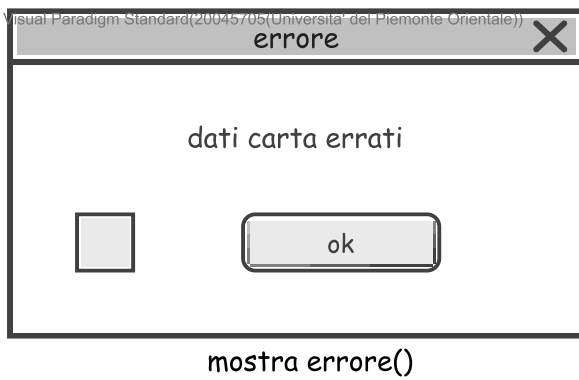 Visual Paradigm Standard(20045705(Universita' del Piemonte Orientale))
errore
dati carta errati
ok
mostra errore()